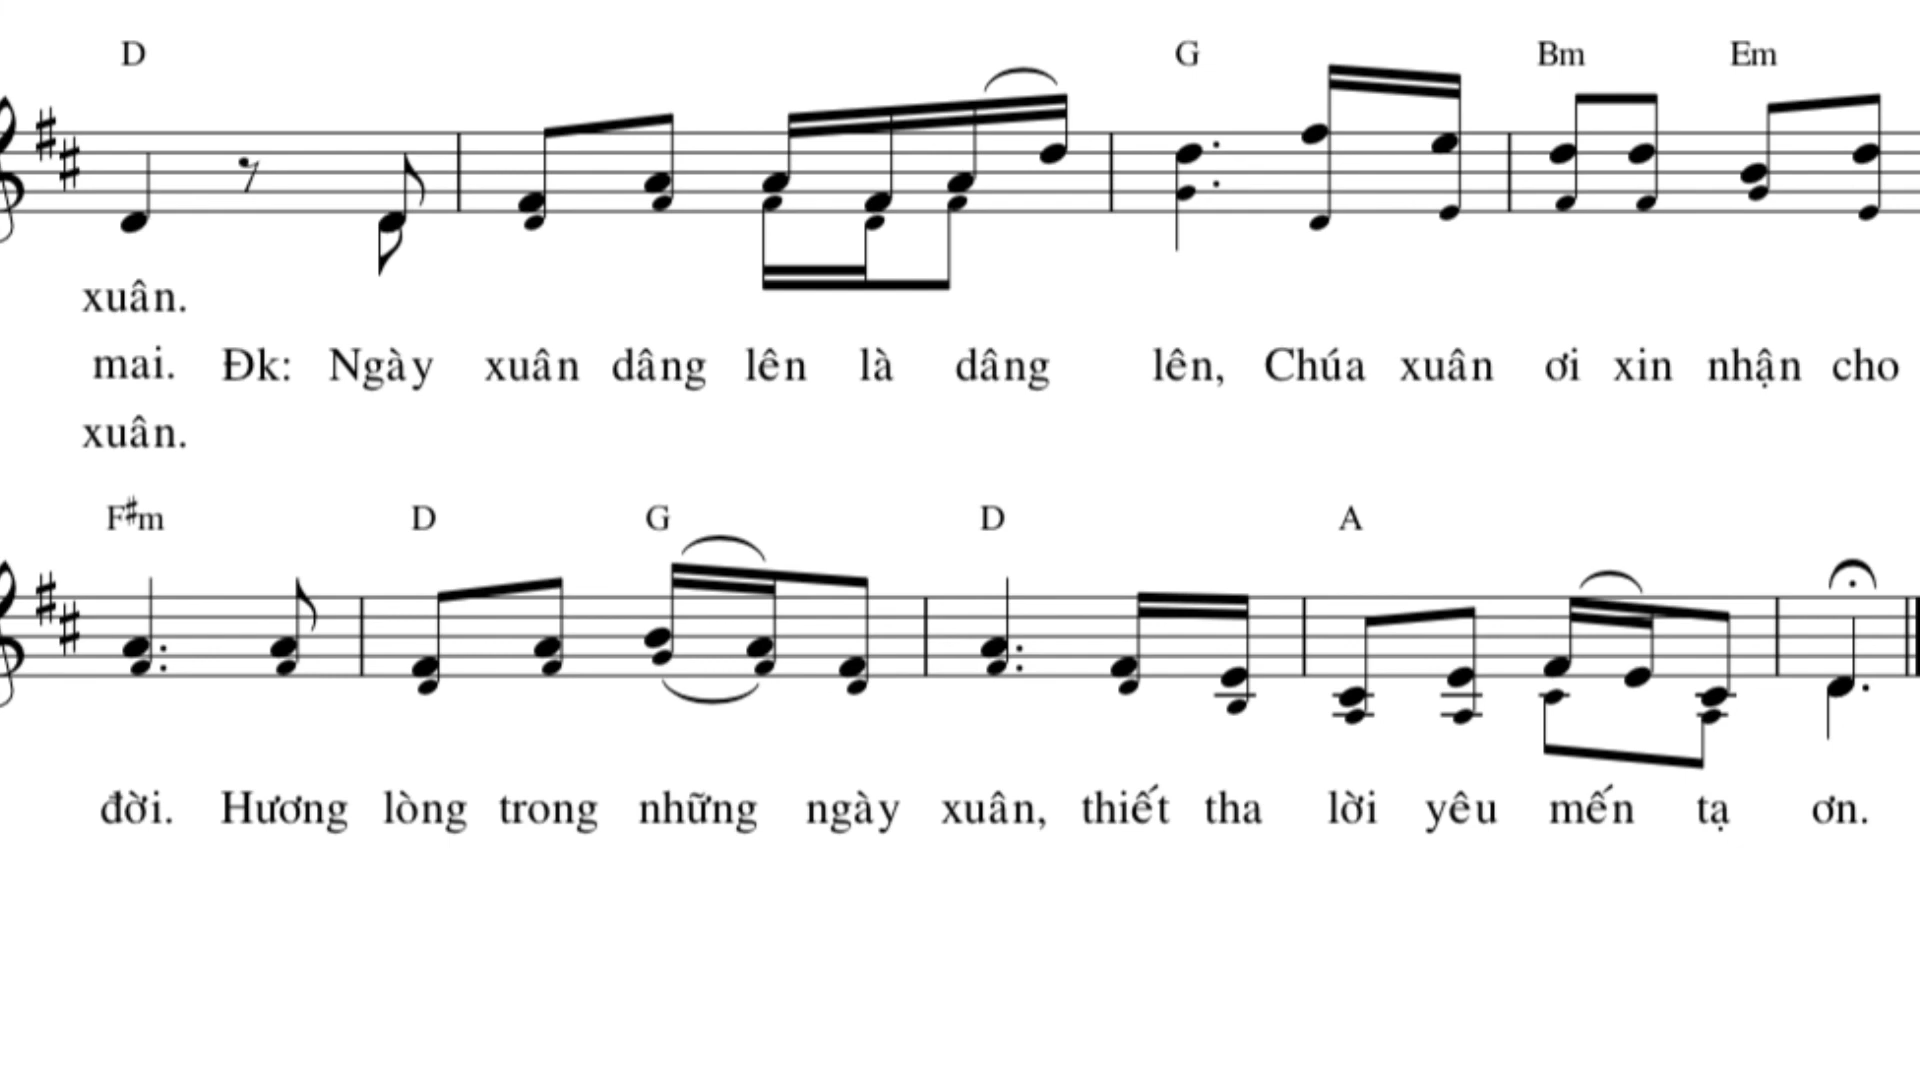 D G Bm Em
xuân.
mai. Đk: Ngày xuân dâng lên là dâng lên, Chúa xuân ơi xin nhận cho
xuân.
F#m D G D A
đời. Hương lòng trong những ngày xuân, thiết tha lời yêu mến tạ ơn.